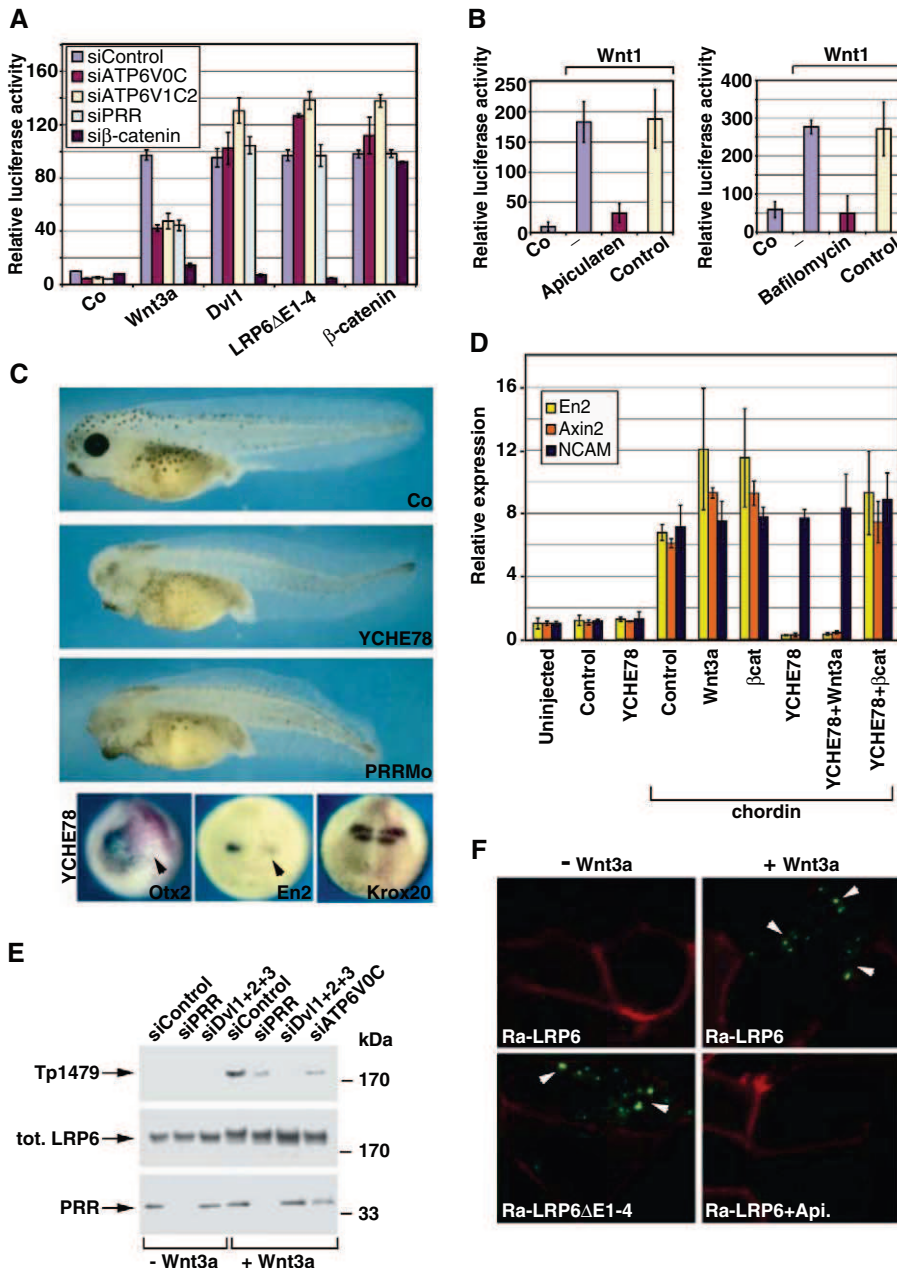 A
Relative luciferase activity
160
120
80
40
0
siControl
siATP6V0C
siATP6V1C2
siPRR
siβ-catenin
Co
Wnt3a
Dvl1
LRP6ΔE1-4
β-catenin
B
Wnt1
Relative luciferase activity
250
200
150
100
50
0
Co
–
Apicularen
Control
Wnt1
Relative luciferase activity
400
300
200
100
0
Co
–
Bafilomycin
Control
C
Co
YCHE78
PRRMo
YCHE78
Otx2
En2
Krox20
D
Relative expression
16
12
8
4
0
En2
Axin2
NCAM
Uninjected
Control
YCHE78
Control
Wnt3a
βcat
YCHE78
YCHE78+Wnt3a
YCHE78+βcat
chordin
E
siControl
siPRR
siDvl1+2+3
siControl
siPRR
siDvl1+2+3
siATP6V0C
kDa
Tp1479
170
tot. LRP6
170
PRR
33
- Wnt3a
+ Wnt3a
F
- Wnt3a
+ Wnt3a
Ra-LRP6
Ra-LRP6
Ra-LRP6ΔE1-4
Ra-LRP6+Api.